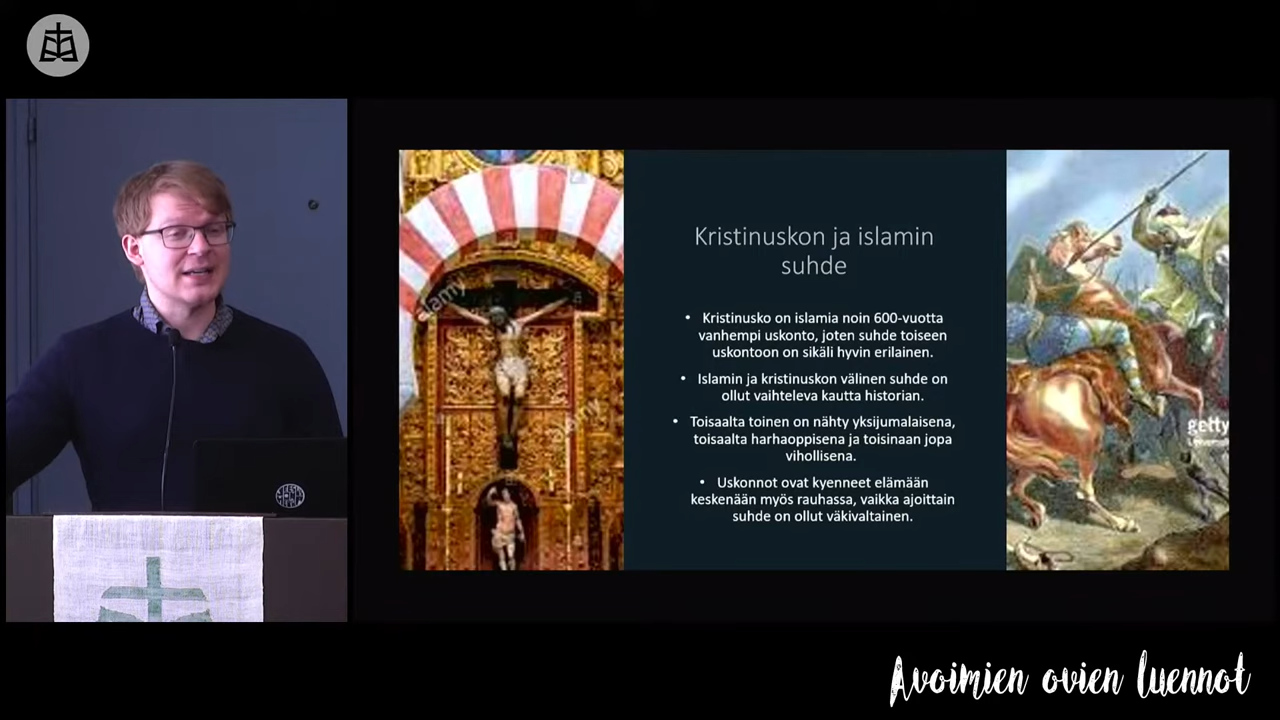 Kristinuskon ja islamin
suhde
• Kristinusko on islamia noin 600-vuotta
vanhempi uskonto, joten suhde toiseen
uskontoon on sikäli hyvin erilainen.
• Islamin ja kristinuskon välinen suhde on
ollut vaihteleva kautta historian.
• Toisaalta toinen on nähty yksijumalaisena,
toisaalta harhaoppisena ja toisinaan jopa
vihollisena.
• Uskonnot ovat kyenneet elämään
keskenään myös rauhassa, vaikka ajoittain
suhde on ollut väkivaltainen.
alamy
alamy
a
getty
Avoimien ovien luennot